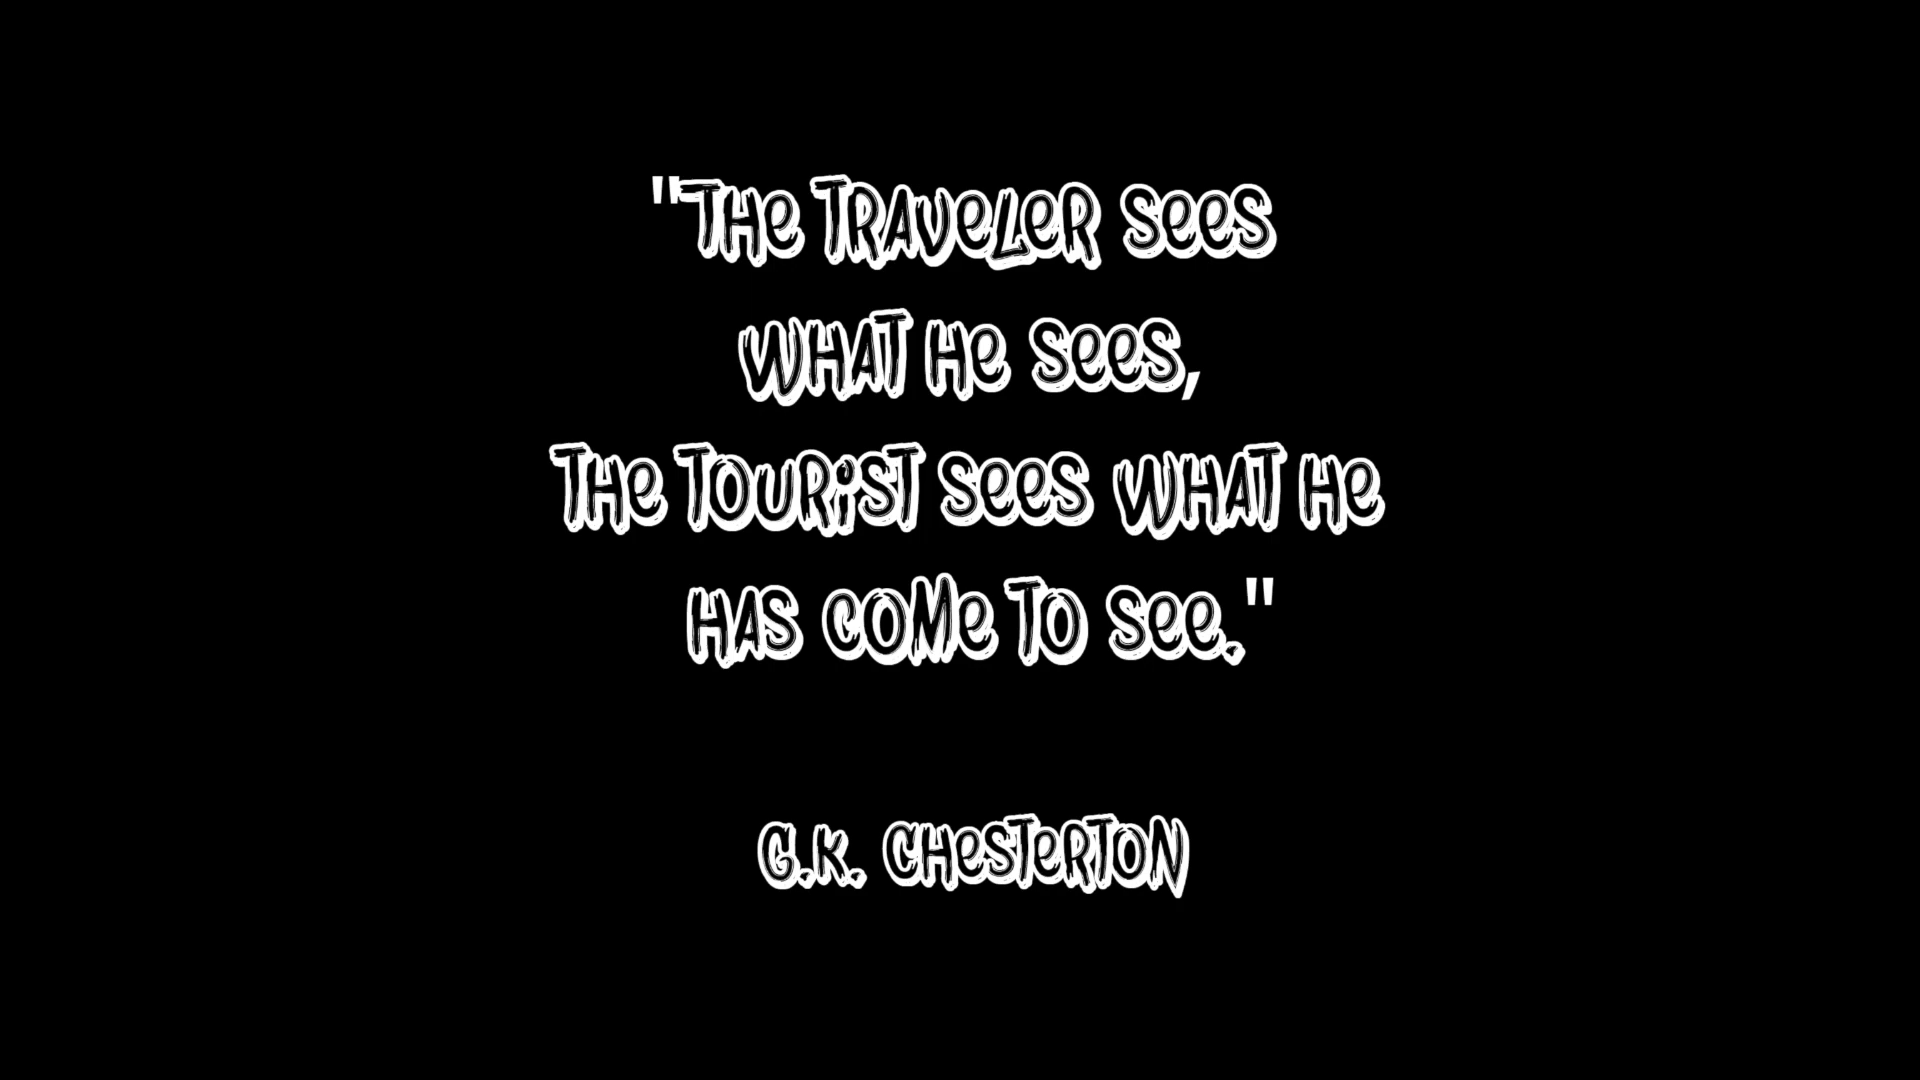 "The Traveler sees
what he sees,
the tourist sees what he
has come to see."
G.K. Chesterton